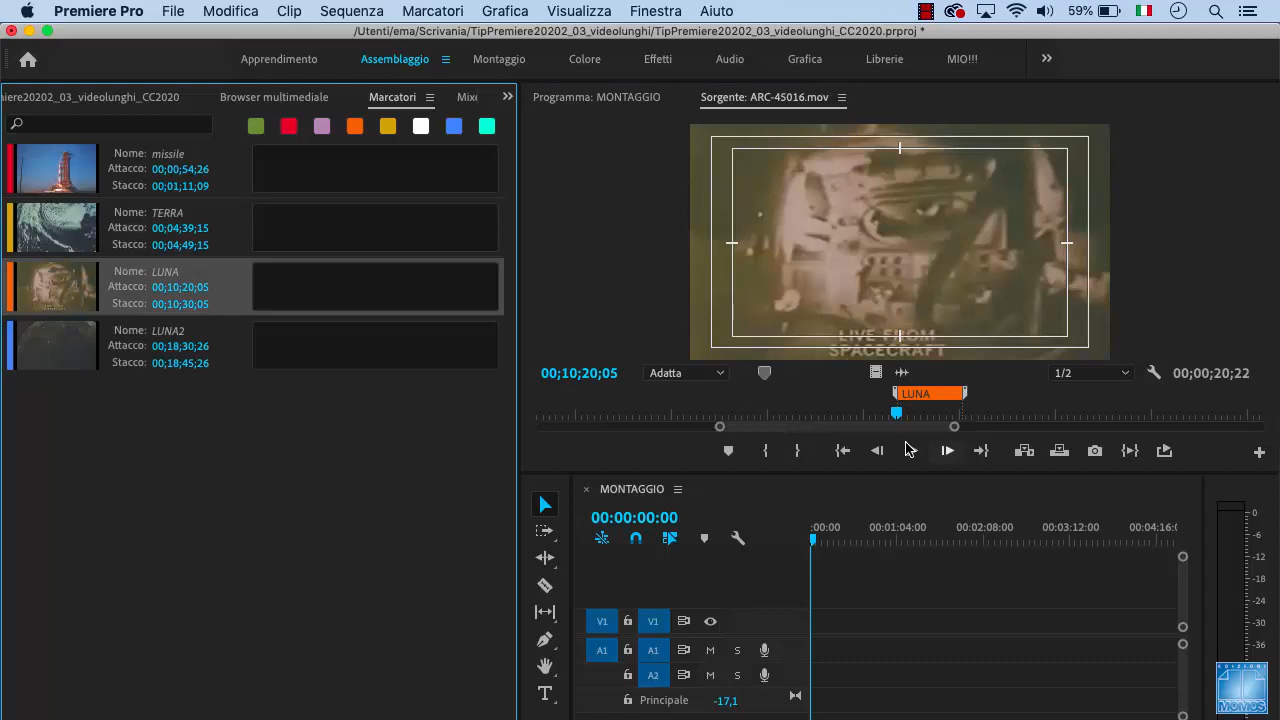 Premiere Pro File Modifica Clip Sequenza Marcatori Grafica Visualizza Finestra Aiuto 59%
/Utenti/ema/Scrivania/TipPremiere20202_03_videolunghi/TipPremiere20202_03_videolunghi_CC2020.prproj *
Apprendimento Assemblaggio Montaggio Colore Effetti Audio Grafica Librerie MIO!!!
niere20202_03_videolunghi_CC2020 Browser multimediale Marcatori Mixe
Programma: MONTAGGIO Sorgente: ARC-45016.mov
Nome: missile
Attacco: 00;00;54;26
Stacco: 00;01;11;09
Nome: TERRA
Attacco: 00;04;39;15
Stacco: 00;04;49;15
Nome: LUNA
Attacco: 00;10;20;05
Stacco: 00;10;30;05
Nome: LUNA2
Attacco: 00;18;30;26
Stacco: 00;18;45;26
LIVE FROM
SPACECRAFT
00;10;20;05 Adatta 1/2 00;00;20;22
LUNA
MONTAGGIO
00:00:00:00
:00:00 00:01:04:00 00:02:08:00 00:03:12:00 00:04:16:0
V1 V1
A1 A1 M S
A2 M S
Principale -17,1
0
-6
-12
-18
-24
-30
-36
EDIZIONI
MOMOS